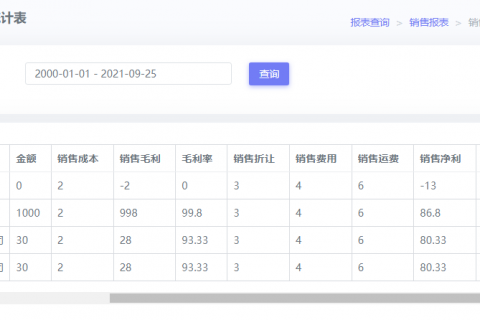 计表
报表查询 > 销售报表 > 销
2000-01-01 - 2021-09-25 查询
金额 销售成本 销售毛利 毛利率 销售折让 销售费用 销售运费 销售净利
0 2 -2 0 3 4 6 -13
1000 2 998 99.8 3 4 6 86.8
30 2 28 93.33 3 4 6 80.33
30 2 28 93.33 3 4 6 80.33